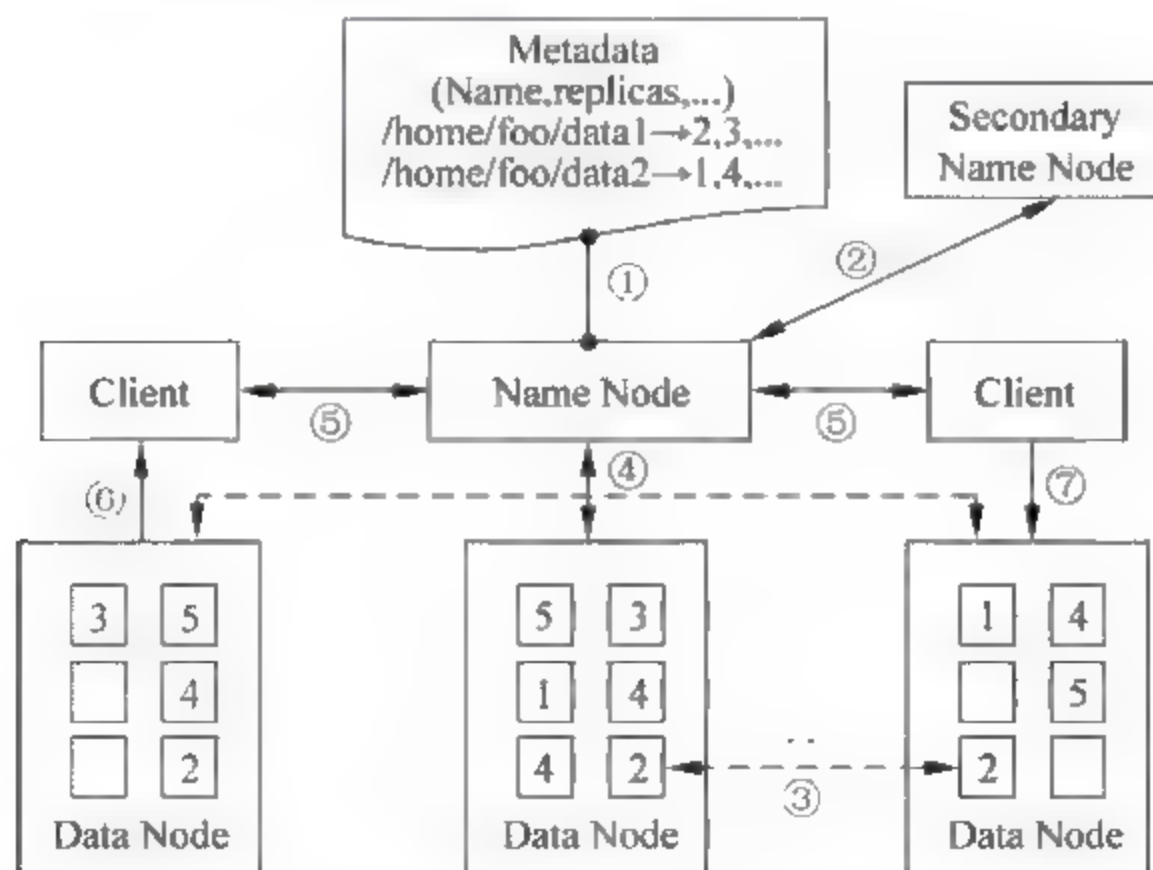 Metadata
(Name,replicas,...)
/home/foo/data1→2,3,...
/home/foo/data2→1,4,...
Secondary
Name Node
①
②
Client
Name Node
Client
⑤
⑤
④
⑥
⑦
3 5
4
2
Data Node
5 3
1 4
4 2
Data Node
③
1 4
5
2
Data Node